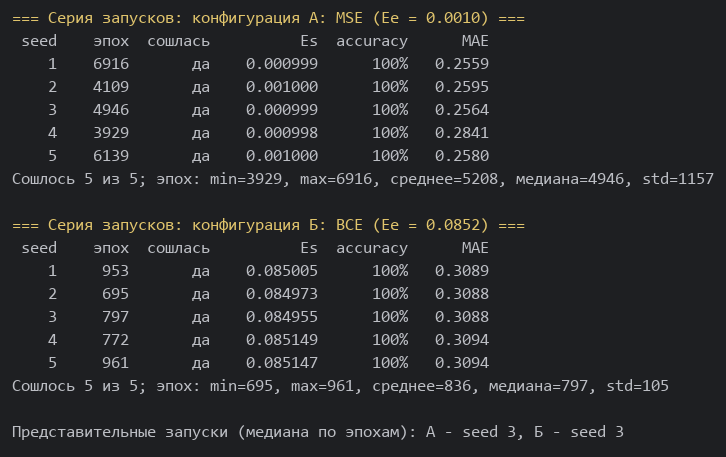 === Серия запусков: конфигурация А: MSE (Ee = 0.0010) ===
seed эпох сошлась Es accuracy MAE
1 6916 да 0.000999 100% 0.2559
2 4109 да 0.001000 100% 0.2595
3 4946 да 0.000999 100% 0.2564
4 3929 да 0.000998 100% 0.2841
5 6139 да 0.001000 100% 0.2580
Сошлось 5 из 5; эпох: min=3929, max=6916, среднее=5208, медиана=4946, std=1157
=== Серия запусков: конфигурация Б: BCE (Ee = 0.0852) ===
seed эпох сошлась Es accuracy MAE
1 953 да 0.085005 100% 0.3089
2 695 да 0.084973 100% 0.3088
3 797 да 0.084955 100% 0.3088
4 772 да 0.085149 100% 0.3094
5 961 да 0.085147 100% 0.3094
Сошлось 5 из 5; эпох: min=695, max=961, среднее=836, медиана=797, std=105
Представительные запуски (медиана по эпохам): А - seed 3, Б - seed 3